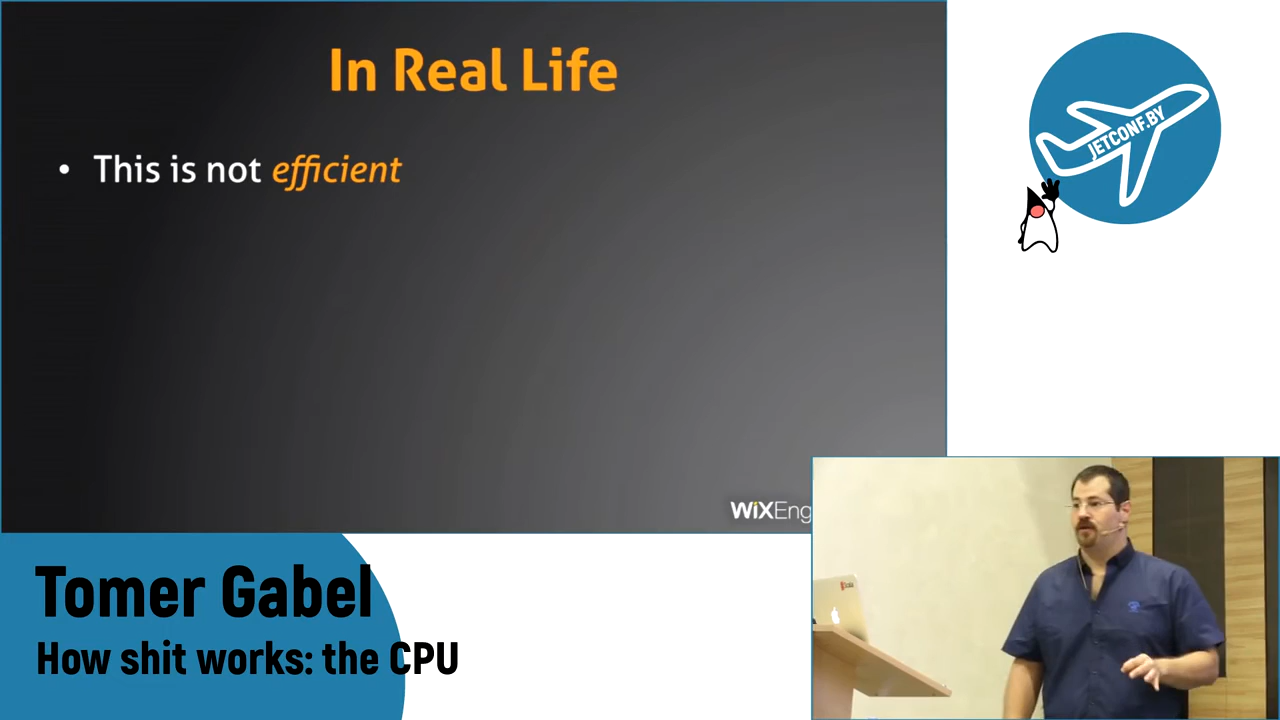 In Real Life
• This is not efficient
WiXEng
JETCONF.BY
Tomer Gabel
How shit works: the CPU